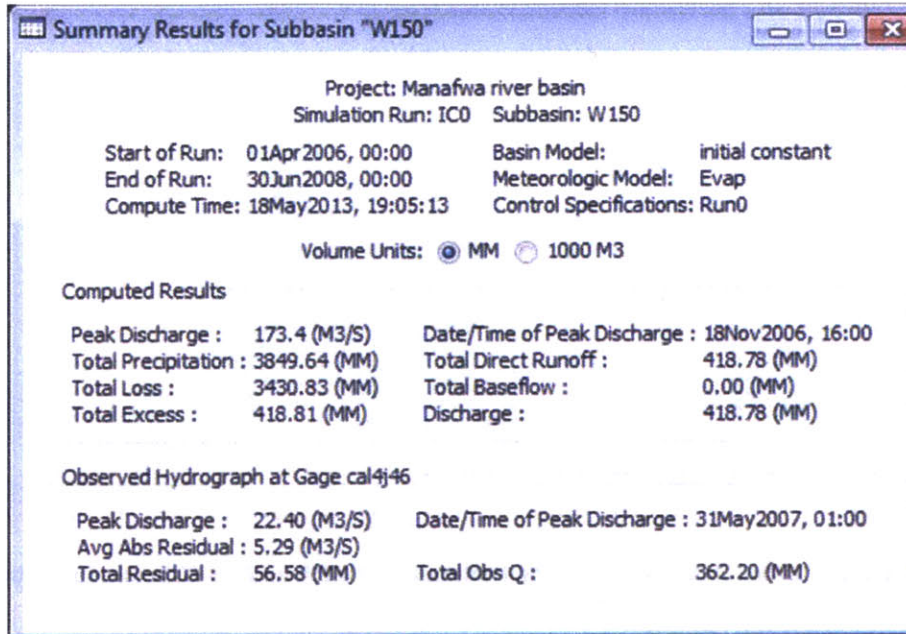 Summary Results for Subbasin "W150"
Project: Manafwa river basin
Simulation Run: IC0 Subbasin: W150
Start of Run: 01Apr2006, 00:00 Basin Model: initial constant
End of Run: 30Jun2008, 00:00 Meteorologic Model: Evap
Compute Time: 18May2013, 19:05:13 Control Specifications: Run0
Volume Units: MM 1000 M3
Computed Results
Peak Discharge : 173.4 (M3/S) Date/Time of Peak Discharge : 18Nov2006, 16:00
Total Precipitation : 3849.64 (MM) Total Direct Runoff : 418.78 (MM)
Total Loss : 3430.83 (MM) Total Baseflow : 0.00 (MM)
Total Excess : 418.81 (MM) Discharge : 418.78 (MM)
Observed Hydrograph at Gage cal4j46
Peak Discharge : 22.40 (M3/S) Date/Time of Peak Discharge : 31May2007, 01:00
Avg Abs Residual : 5.29 (M3/S)
Total Residual : 56.58 (MM) Total Obs Q : 362.20 (MM)